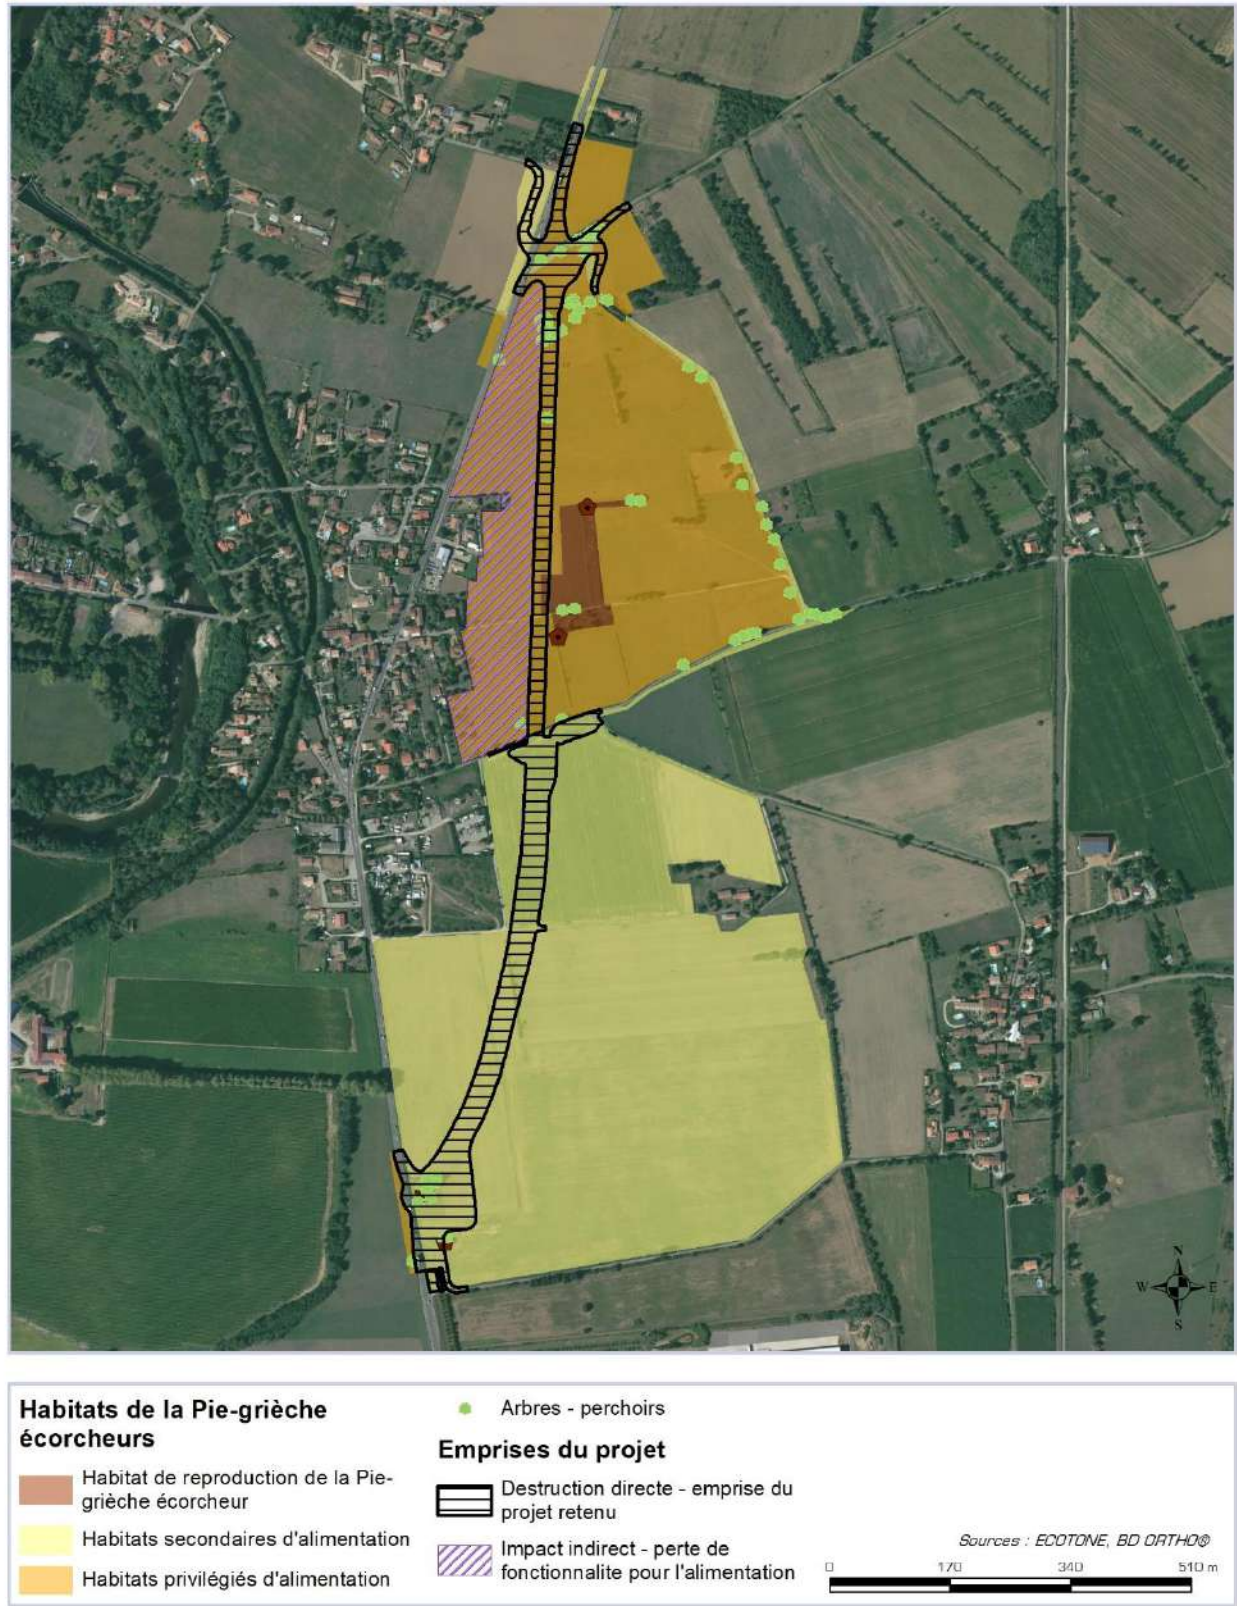 N
W
E
S
Habitats de la Pie-grièche
écorcheurs
Habitat de reproduction de la Pie-
grièche écorcheur
Habitats secondaires d'alimentation
Habitats privilégiés d'alimentation
Arbres - perchoirs
Emprises du projet
Destruction directe - emprise du
projet retenu
Impact indirect - perte de
fonctionnalite pour l'alimentation
Sources : ECOTONE, BD ORTHO®
0 170 340 510 m